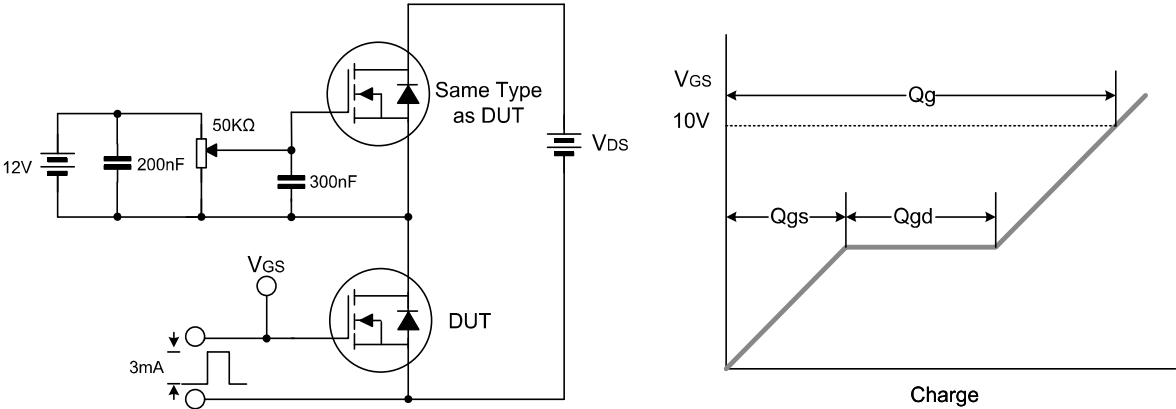 12V
200nF
50KΩ
300nF
Same Type
as DUT
VDS
VGS
DUT
3mA
VGS
10V
Qg
Qgs
Qgd
Charge